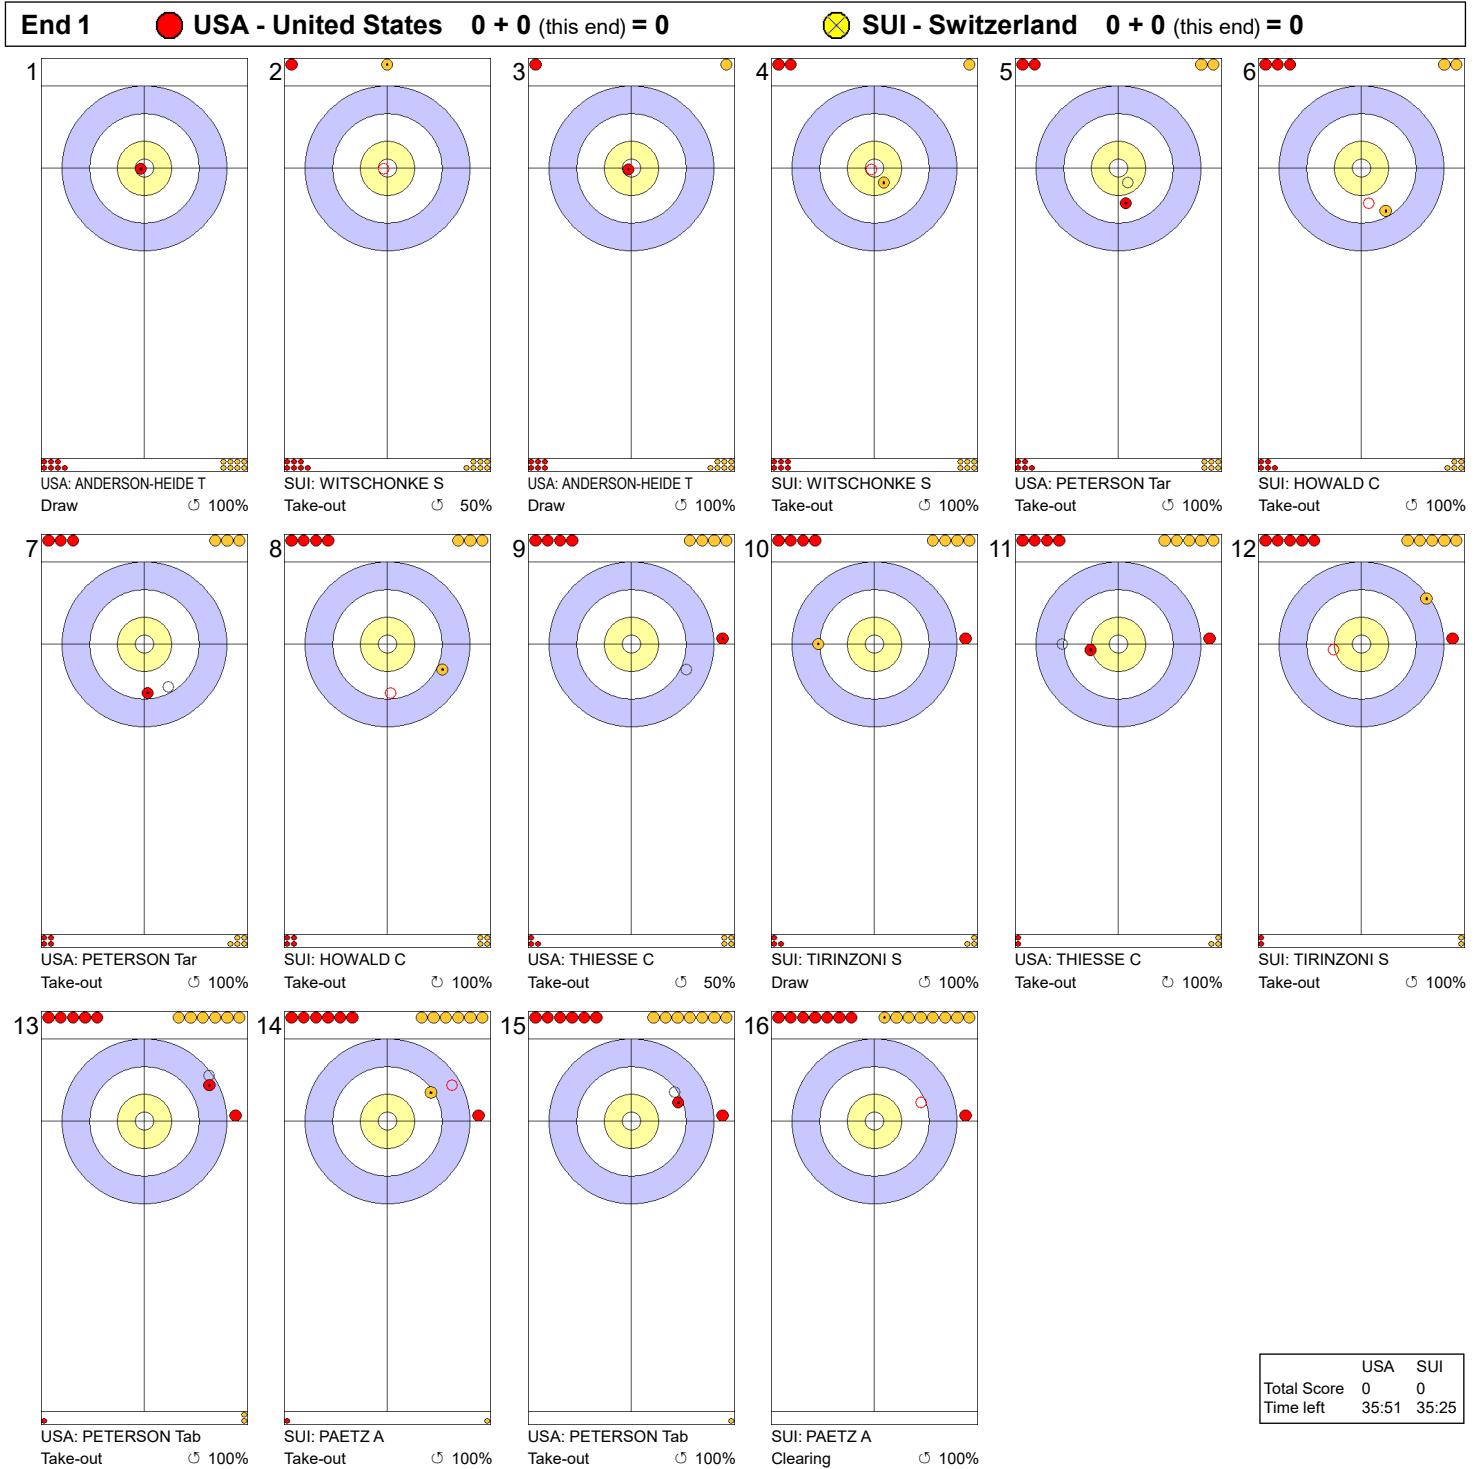 End 1 USA - United States 0 + 0 (this end) = 0 SUI - Switzerland 0 + 0 (this end) = 0
1 2 3 4 5 6
USA: ANDERSON-HEIDE T SUI: WITSCHONKE S USA: ANDERSON-HEIDE T SUI: WITSCHONKE S USA: PETERSON Tar SUI: HOWALD C
Draw 100% Take-out 50% Draw 100% Take-out 100% Take-out 100% Take-out 100%
7 8 9 10 11 12
USA: PETERSON Tar SUI: HOWALD C USA: THIESSE C SUI: TIRINZONI S USA: THIESSE C SUI: TIRINZONI S
Take-out 100% Take-out 100% Take-out 50% Draw 100% Take-out 100% Take-out 100%
13 14 15 16
USA: PETERSON Tab SUI: PAETZ A USA: PETERSON Tab SUI: PAETZ A
Take-out 100% Take-out 100% Take-out 100% Clearing 100%
USA SUI
Total Score 0 0
Time left 35:51 35:25